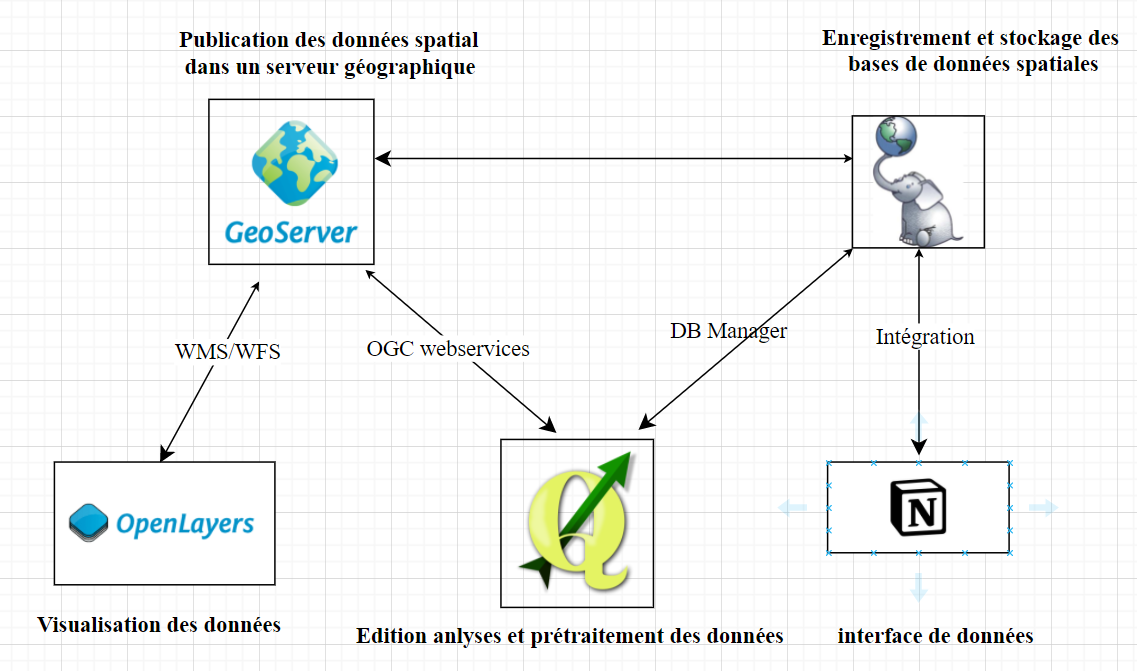 Publication des données spatial
dans un serveur géographique
Enregistrement et stockage des
bases de données spatiales
GeoServer
WMS/WFS
OGC webservices
DB Manager
Intégration
OpenLayers
N
Visualisation des données
Edition anlyses et prétraitement des données
interface de données